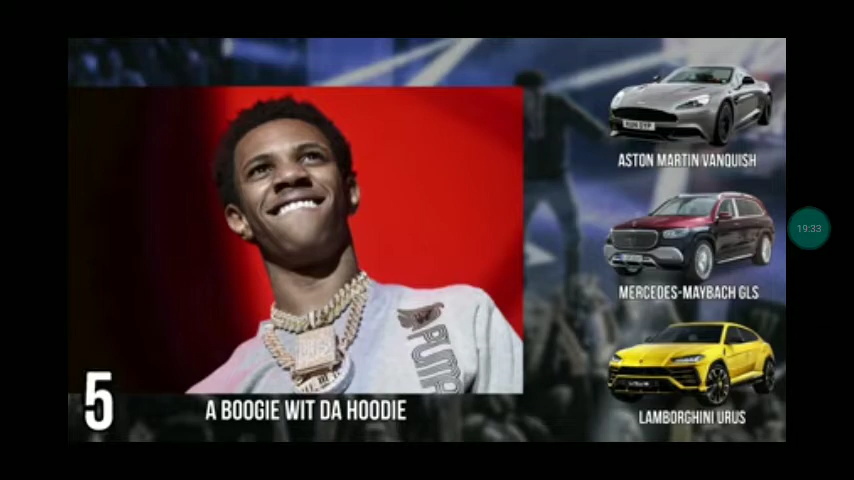 ASTON MARTIN VANQUISH
19:33
MERCEDES-MAYBACH GLS
PUMA
LAMBORGHINI URUS
5
A BOOGIE WIT DA HOODIE